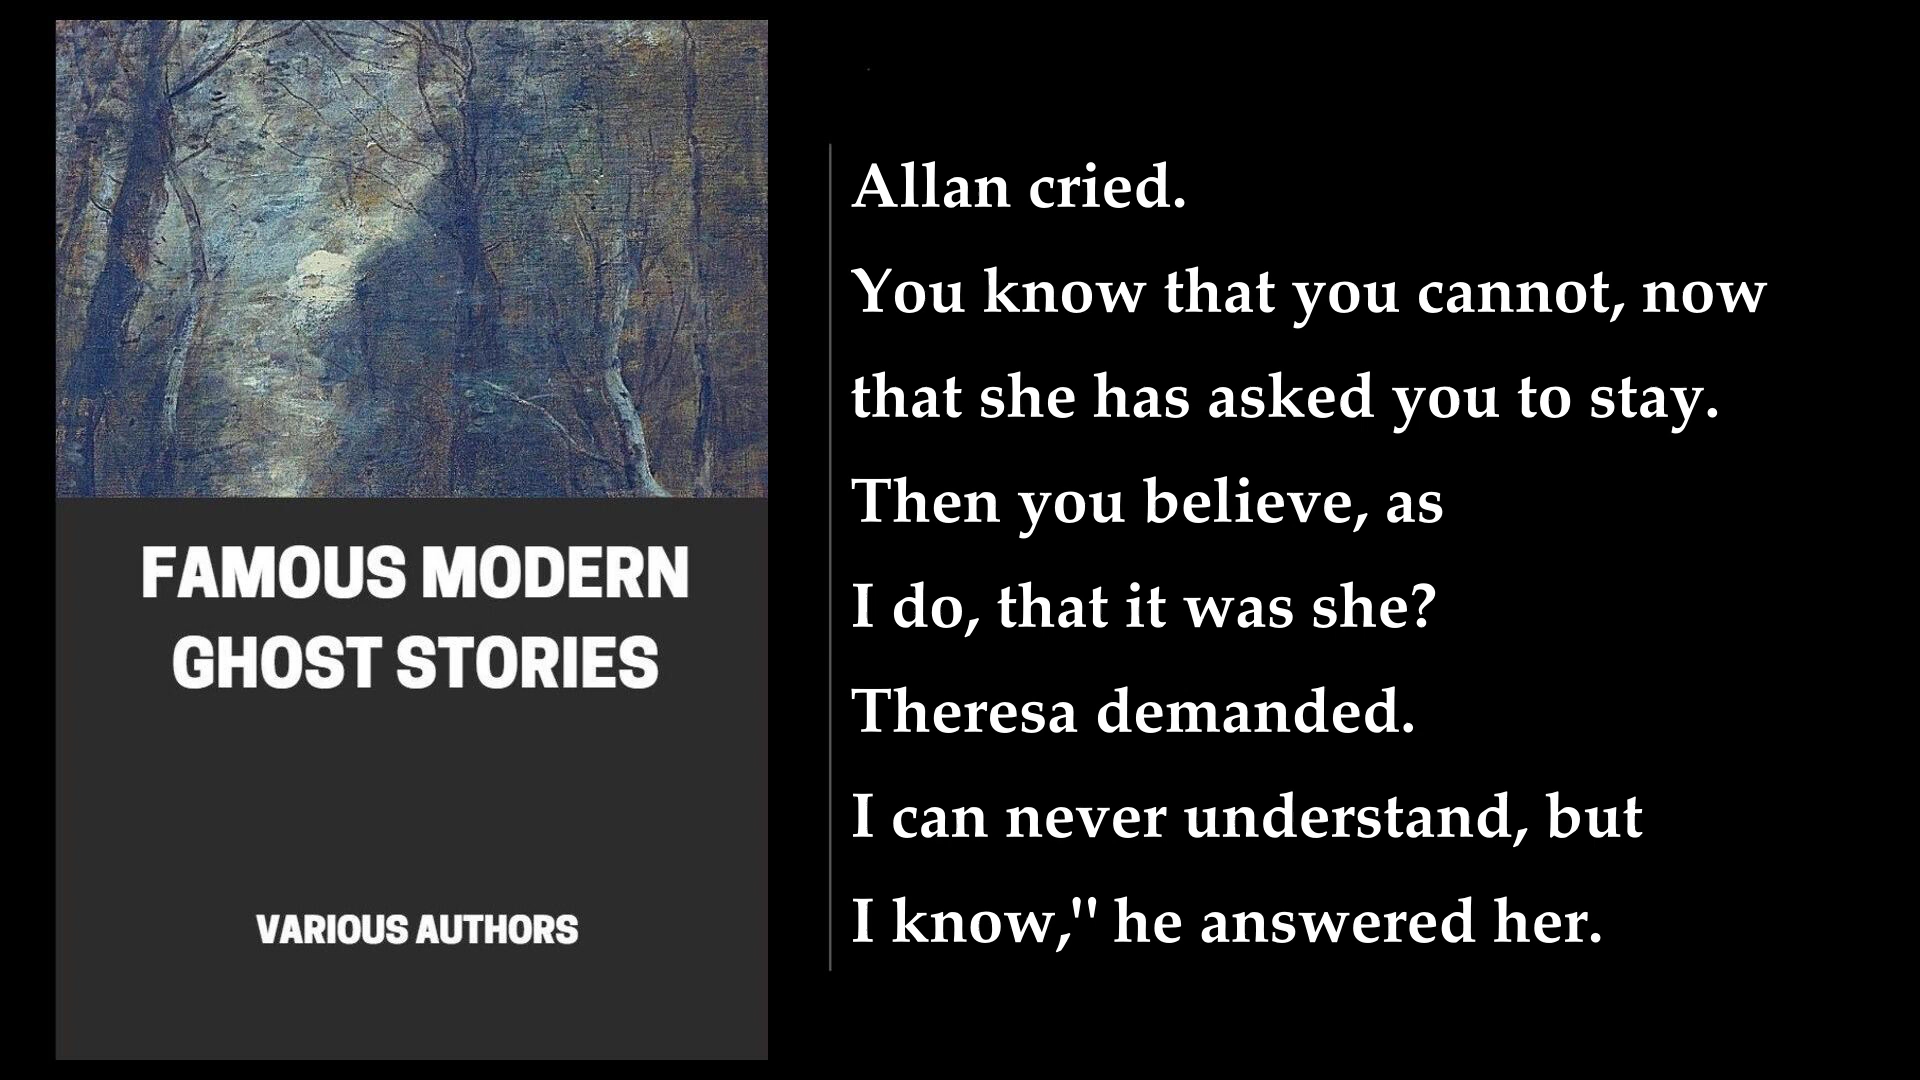 FAMOUS MODERN
GHOST STORIES
VARIOUS AUTHORS
Allan cried.
You know that you cannot, now
that she has asked you to stay.
Then you believe, as
I do, that it was she?
Theresa demanded.
I can never understand, but
I know," he answered her.